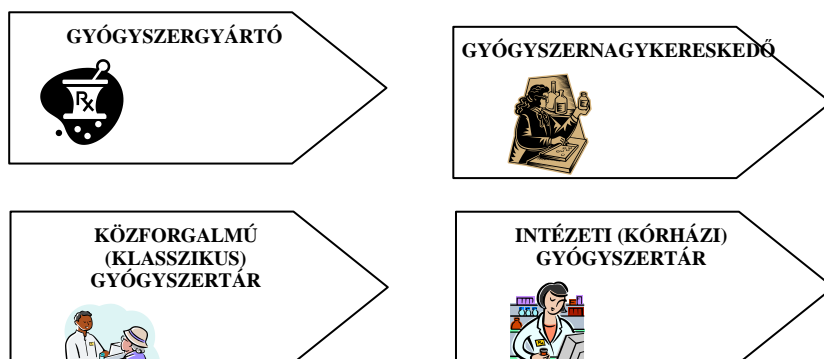 GYÓGYSZERGYÁRTÓ
℞
GYÓGYSZERNAGYKERESKEDŐ
KÖZFORGALMÚ
(KLASSZIKUS)
GYÓGYSZERTÁR
INTÉZETI (KÓRHÁZI)
GYÓGYSZERTÁR